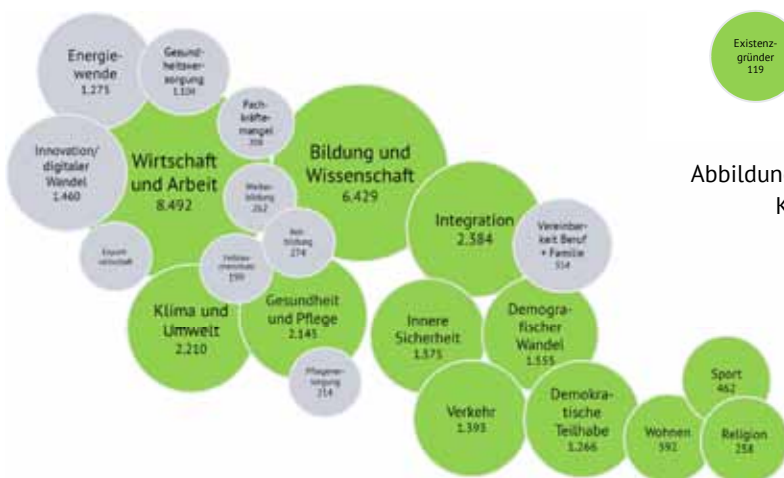 Energie-
wende
1.275
Gesund-
heitsver-
sorgung
1.104
Existenz-
gründer
119
Fach-
kräfte-
mangel
Innovation/
digitaler
Wandel
1.460
Wirtschaft
und Arbeit
8.492
Bildung und
Wissenschaft
6.429
Abbildun
K
Weiter-
bildung
262
Integration
2.384
Vereinbar-
keit Beruf
+ Familie
554
bildung
274
Klima und
Umwelt
2.210
Gesundheit
und Pflege
2.145
Innere
Sicherheit
1.575
Demogra-
fischer
Wandel
1.555
214
Verkehr
1.393
Demokra-
tische
Teilhabe
1.266
Wohnen
592
Sport
462
Religion
258